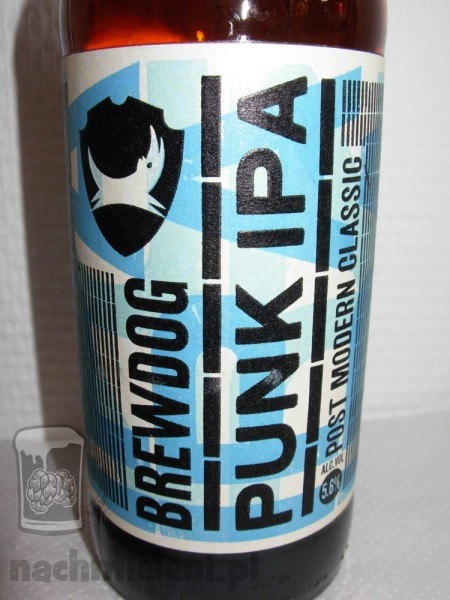 BREWDOG
PUNK IPA
POST MODERN CLASSIC
ALC. VOL.
5.6%
nachmieleni.pl